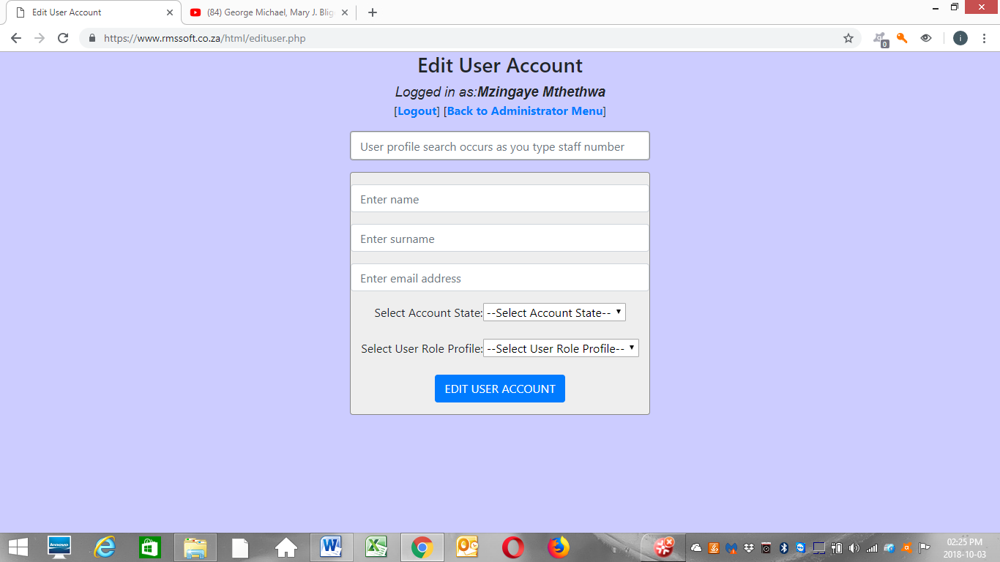 Edit User Account
(84) George Michael, Mary J. Blig
https://www.rmssoft.co.za/html/edituser.php
0
i
Edit User Account
Logged in as:Mzingaye Mthethwa
[Logout] [Back to Administrator Menu]
User profile search occurs as you type staff number
Enter name
Enter surname
Enter email address
Select Account State: --Select Account State--
Select User Role Profile: --Select User Role Profile--
EDIT USER ACCOUNT
lenovo
02:25 PM
2018-10-03